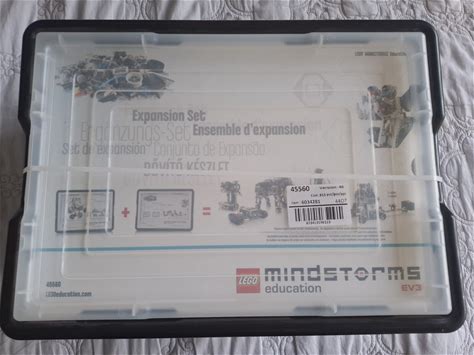 Expansion Set
Ergänzungs-Set Ensemble d'expansion
Set de expansión Conjunto de Expansão
BŐVÍTŐ KÉSZLET
45560
6034281
+
=
45560
LEGOeducation.com
LEGO mindstorms
education
EV3